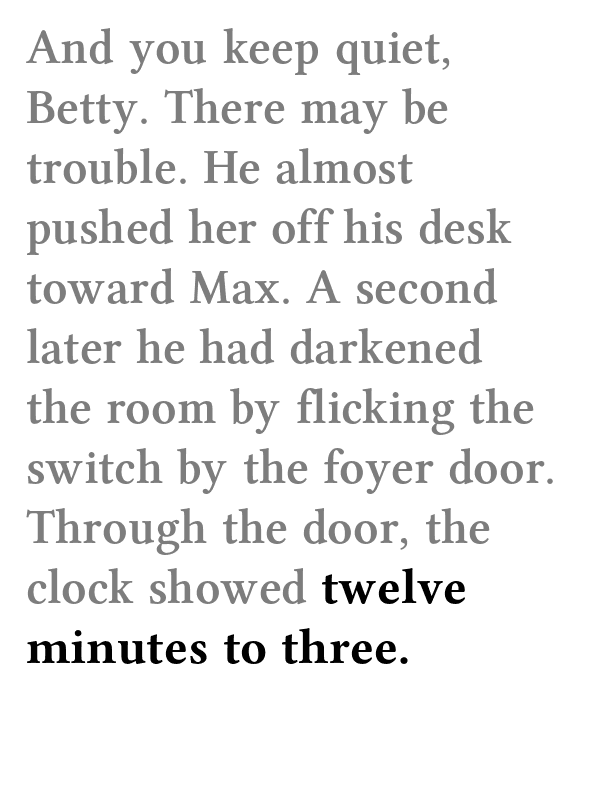 And you keep quiet,
Betty. There may be
trouble. He almost
pushed her off his desk
toward Max. A second
later he had darkened
the room by flicking the
switch by the foyer door.
Through the door, the
clock showed twelve
minutes to three.